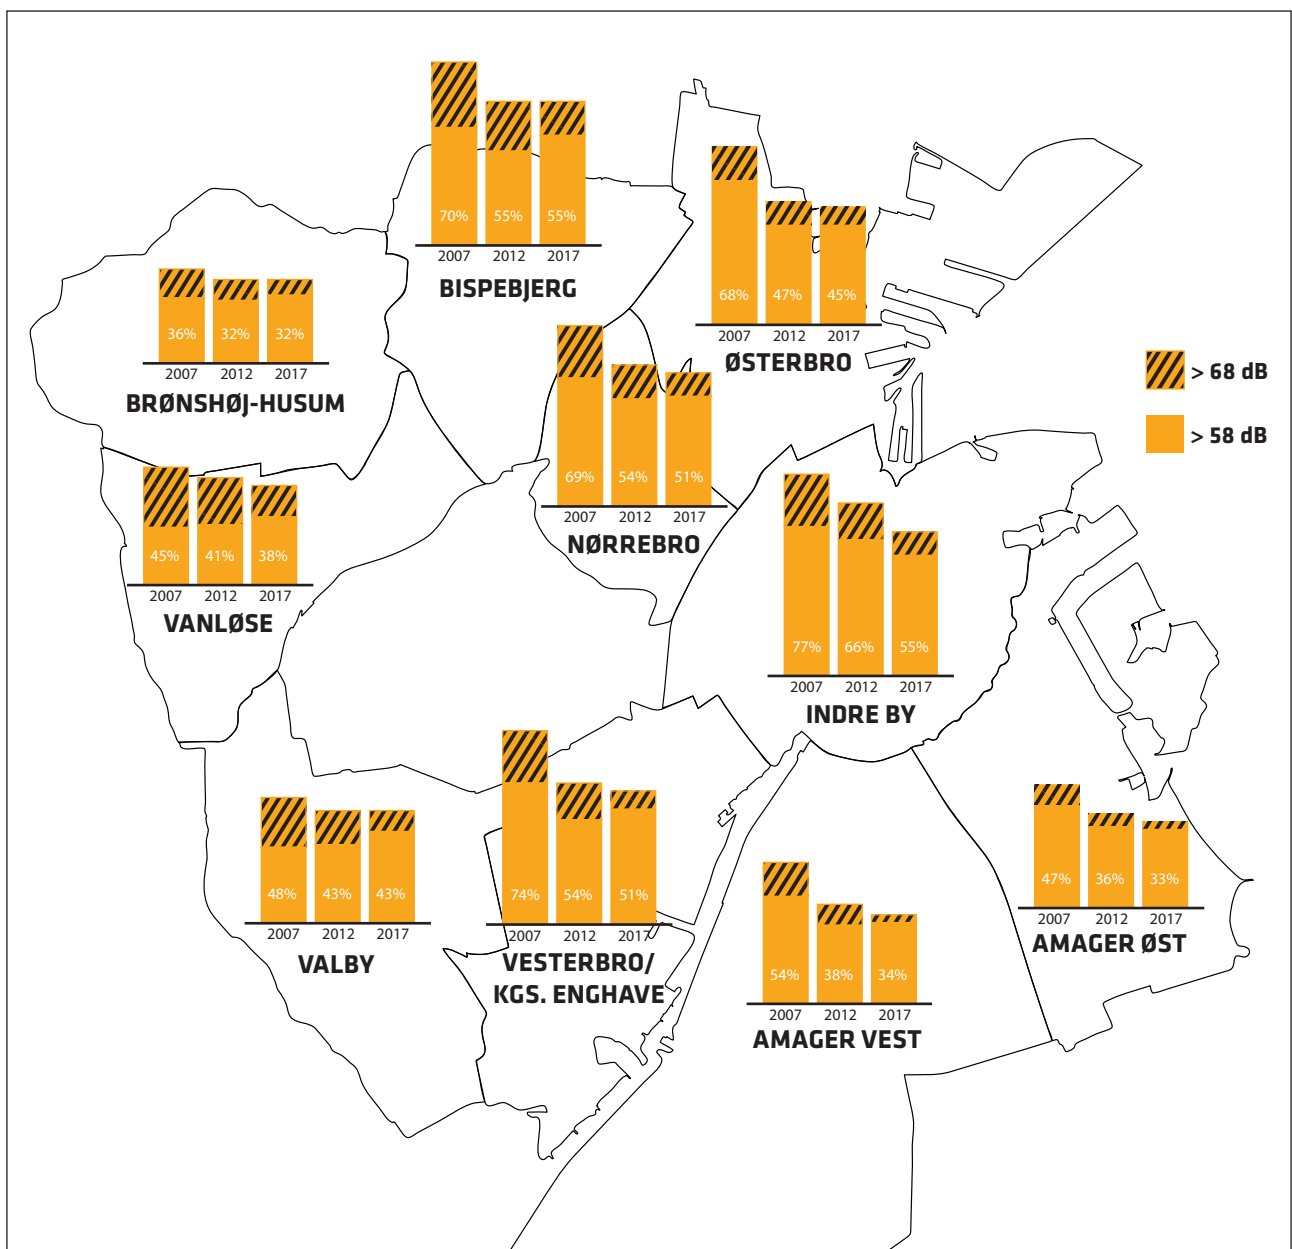 70% 55% 55%
2007 2012 2017
BISPEBJERG
68% 47% 45%
2007 2012 2017
ØSTERBRO
36% 32% 32%
2007 2012 2017
BRØNSHØJ-HUSUM
> 68 dB
> 58 dB
69% 54% 51%
2007 2012 2017
NØRREBRO
45% 41% 38%
2007 2012 2017
VANLØSE
77% 66% 55%
2007 2012 2017
INDRE BY
48% 43% 43%
2007 2012 2017
VALBY
74% 54% 51%
2007 2012 2017
VESTERBRO/
KGS. ENGHAVE
54% 38% 34%
2007 2012 2017
AMAGER VEST
47% 36% 33%
2007 2012 2017
AMAGER ØST